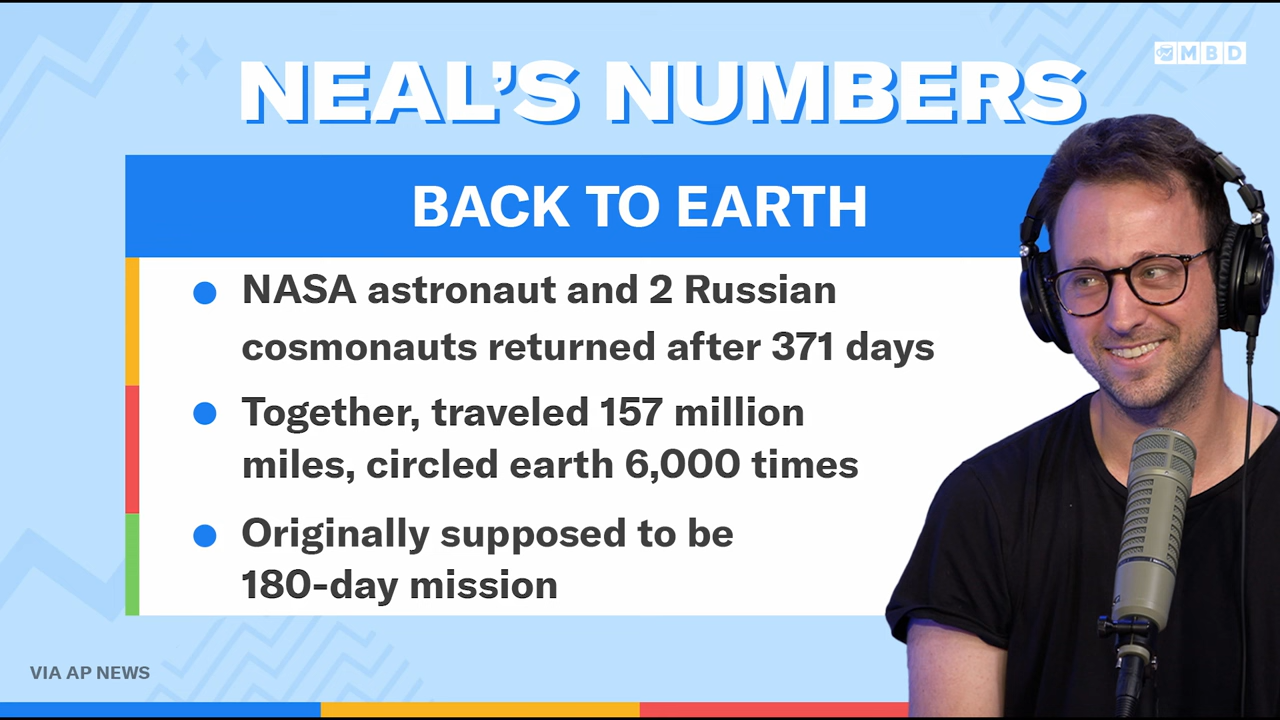 MBD
NEAL'S NUMBERS
BACK TO EARTH
NASA astronaut and 2 Russian
cosmonauts returned after 371 days
Together, traveled 157 million
miles, circled earth 6,000 times
Originally supposed to be
180-day mission
VIA AP NEWS